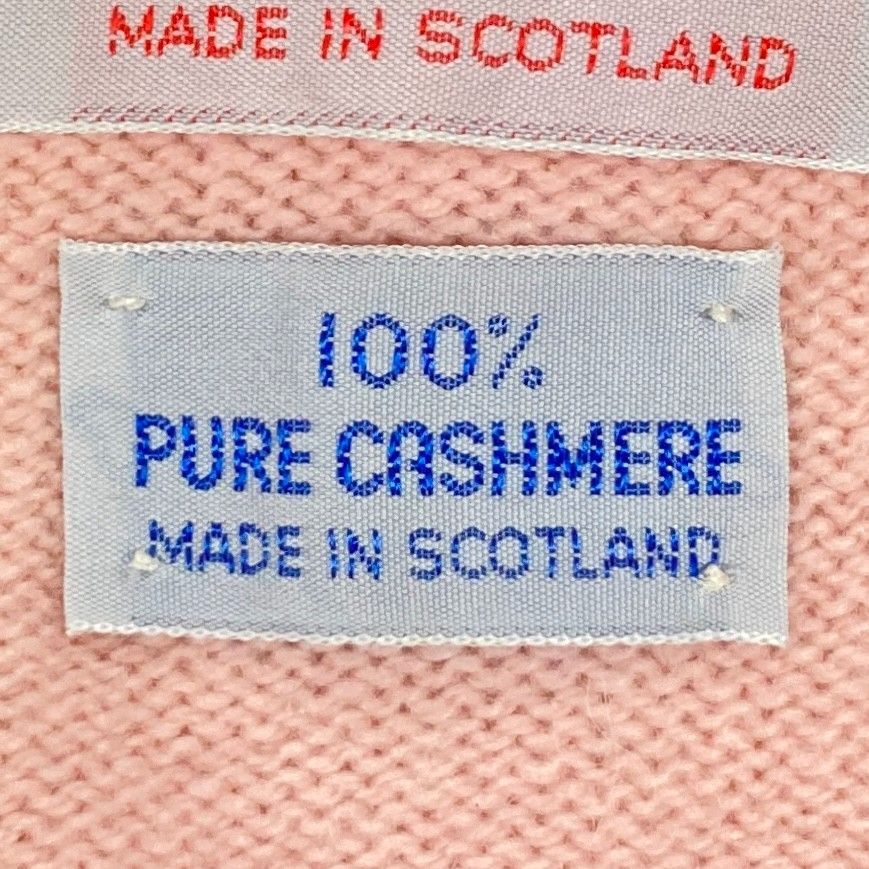 MADE IN SCOTLAND
100%
PURE CASHMERE
MADE IN SCOTLAND